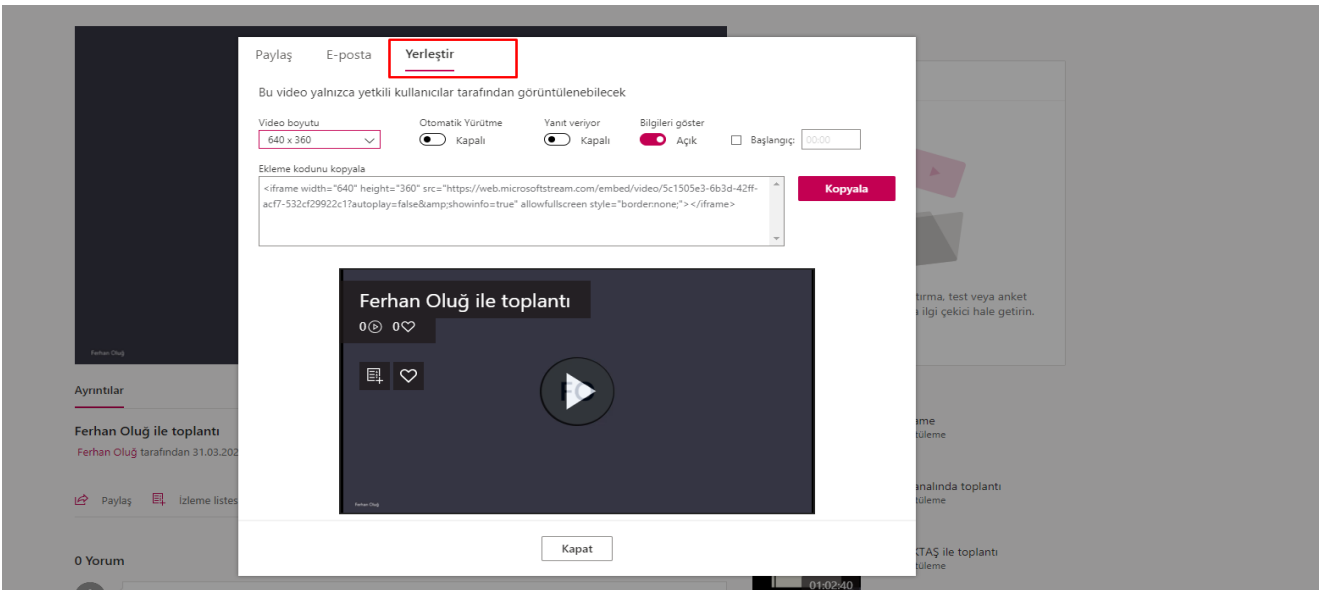 Paylaş E-posta Yerleştir
Bu video yalnızca yetkili kullanıcılar tarafından görüntülenebilecek
Video boyutu Otomatik Yürütme Yanıt veriyor Bilgileri göster
640 x 360 Kapalı Kapalı Açık Başlangıç: 00:00
Ekleme kodunu kopyala
<iframe width="640" height="360" src="https://web.microsoftstream.com/embed/video/5c1505e3-6b3d-42ff-
acf7-532cf29922c1?autoplay=false&amp;showinfo=true" allowfullscreen style="border:none;"></iframe>
Kopyala
Ferhan Oluğ ile toplantı
0 0
FO
Ferhan Oluğ
Kapat
Ferhan Oluğ
Ayrıntılar
Ferhan Oluğ ile toplantı
Ferhan Oluğ tarafından 31.03.202
Paylaş İzleme listes
0 Yorum
tırma, test veya anket
ilgi çekici hale getirin.
ame
tüleme
analında toplantı
tüleme
KTAŞ ile toplantı
tüleme
01:02:40